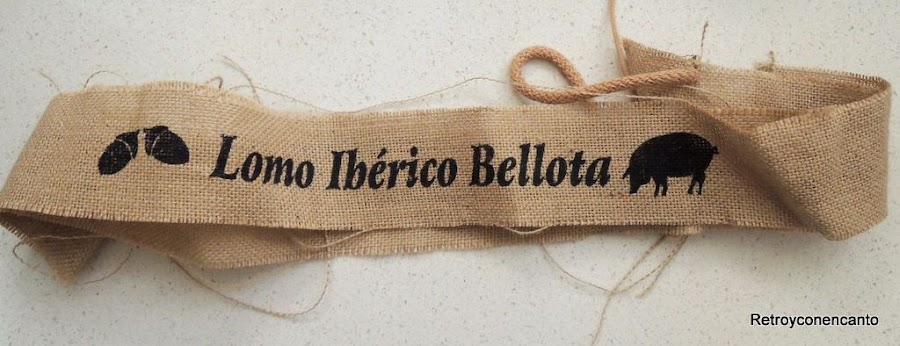 Lomo Ibérico Bellota
Retroyconencanto